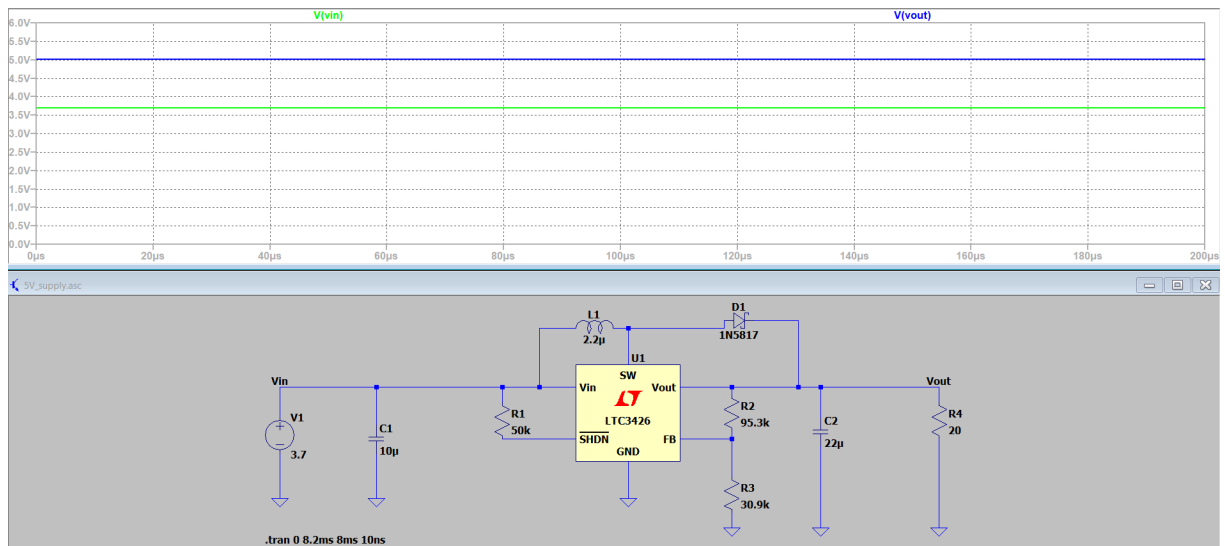 V(vin) V(vout)
6.0V
5.5V
5.0V
4.5V
4.0V
3.5V
3.0V
2.5V
2.0V
1.5V
1.0V
0.5V
0.0V
0µs 20µs 40µs 60µs 80µs 100µs 120µs 140µs 160µs 180µs 200µs
5V_supply.asc
L1
2.2µ
D1
1N5817
U1
SW
Vin
Vin
Vout
Vout
LTC3426
SHDN
FB
GND
V1
3.7
C1
10µ
R1
50k
R2
95.3k
R3
30.9k
C2
22µ
R4
20
.tran 0 8.2ms 8ms 10ns